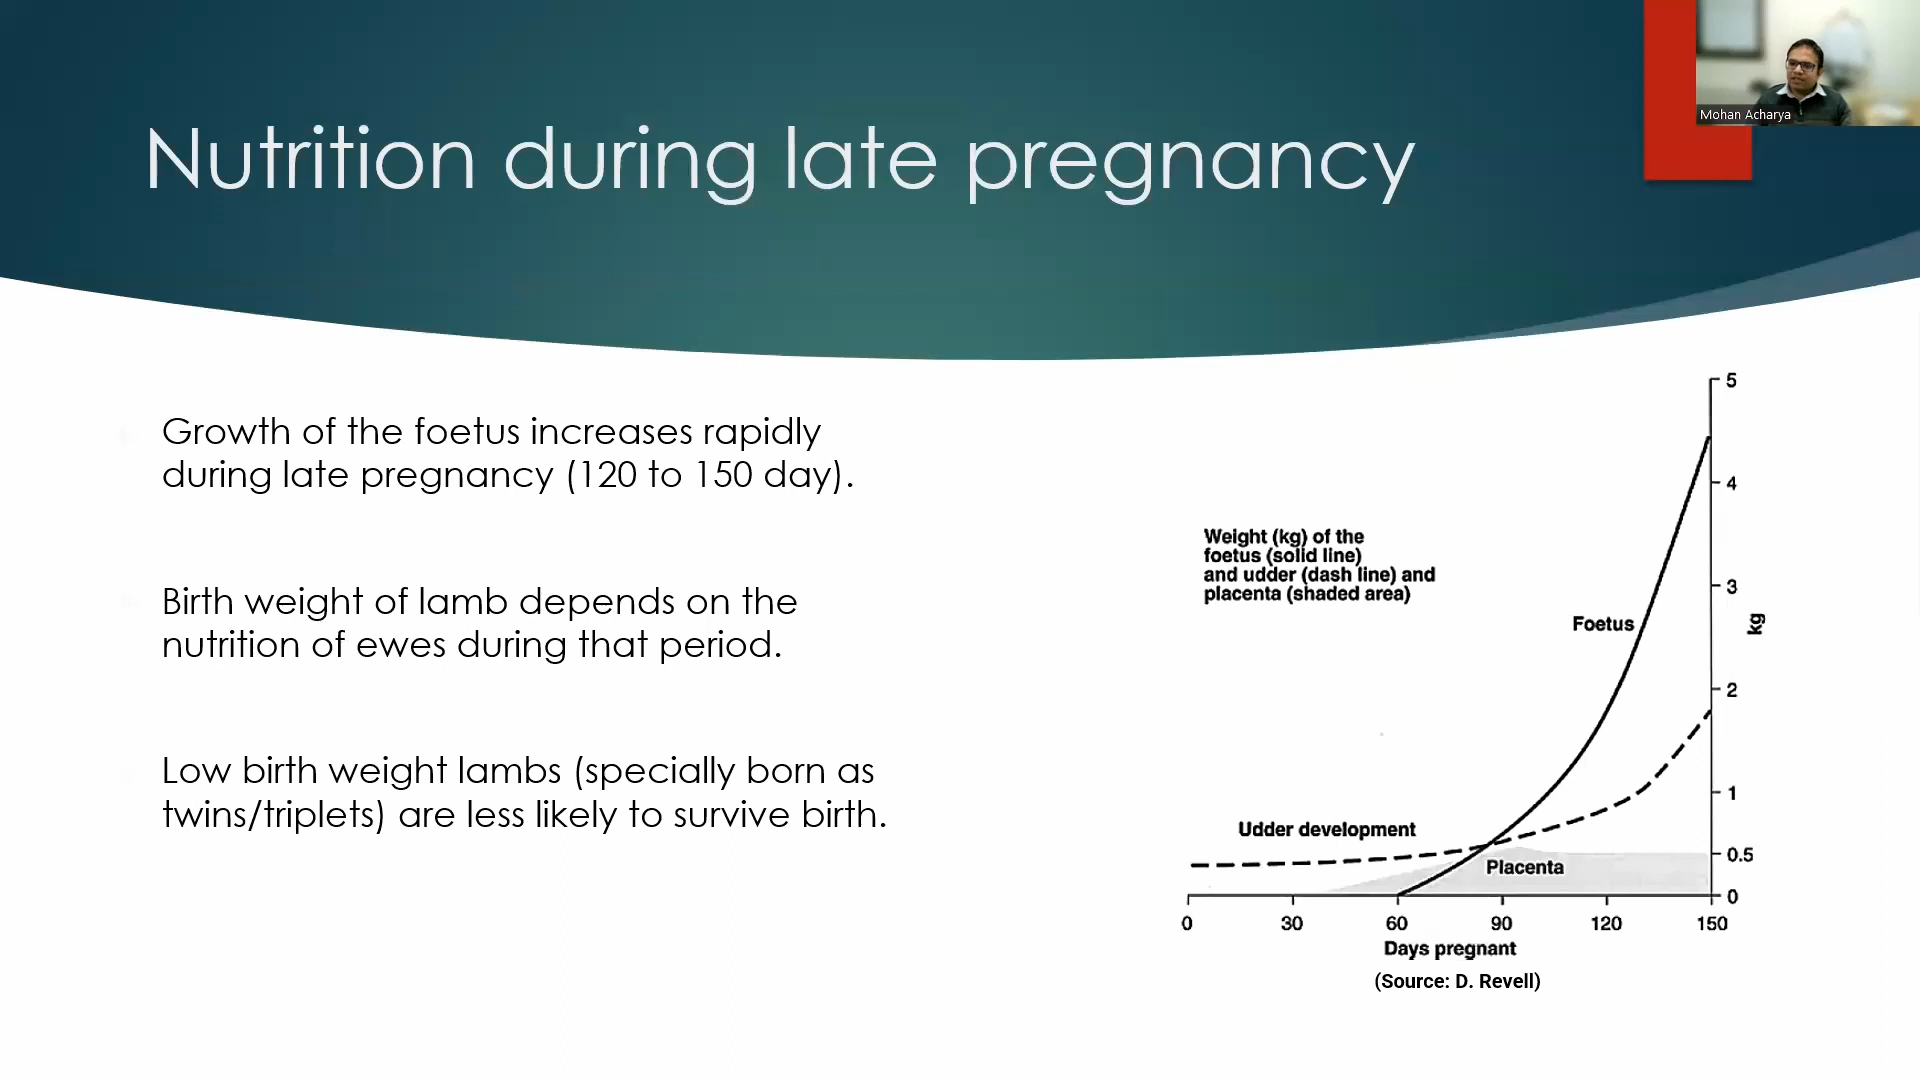 Mohan Acharya
Nutrition during late pregnancy
Growth of the foetus increases rapidly
during late pregnancy (120 to 150 day).
Birth weight of lamb depends on the
nutrition of ewes during that period.
Low birth weight lambs (specially born as
twins/triplets) are less likely to survive birth.
Weight (kg) of the
foetus (solid line)
and udder (dash line) and
placenta (shaded area)
5
4
3
2
1
0.5
0
kg
Foetus
Udder development
Placenta
0 30 60 90 120 150
Days pregnant
(Source: D. Revell)